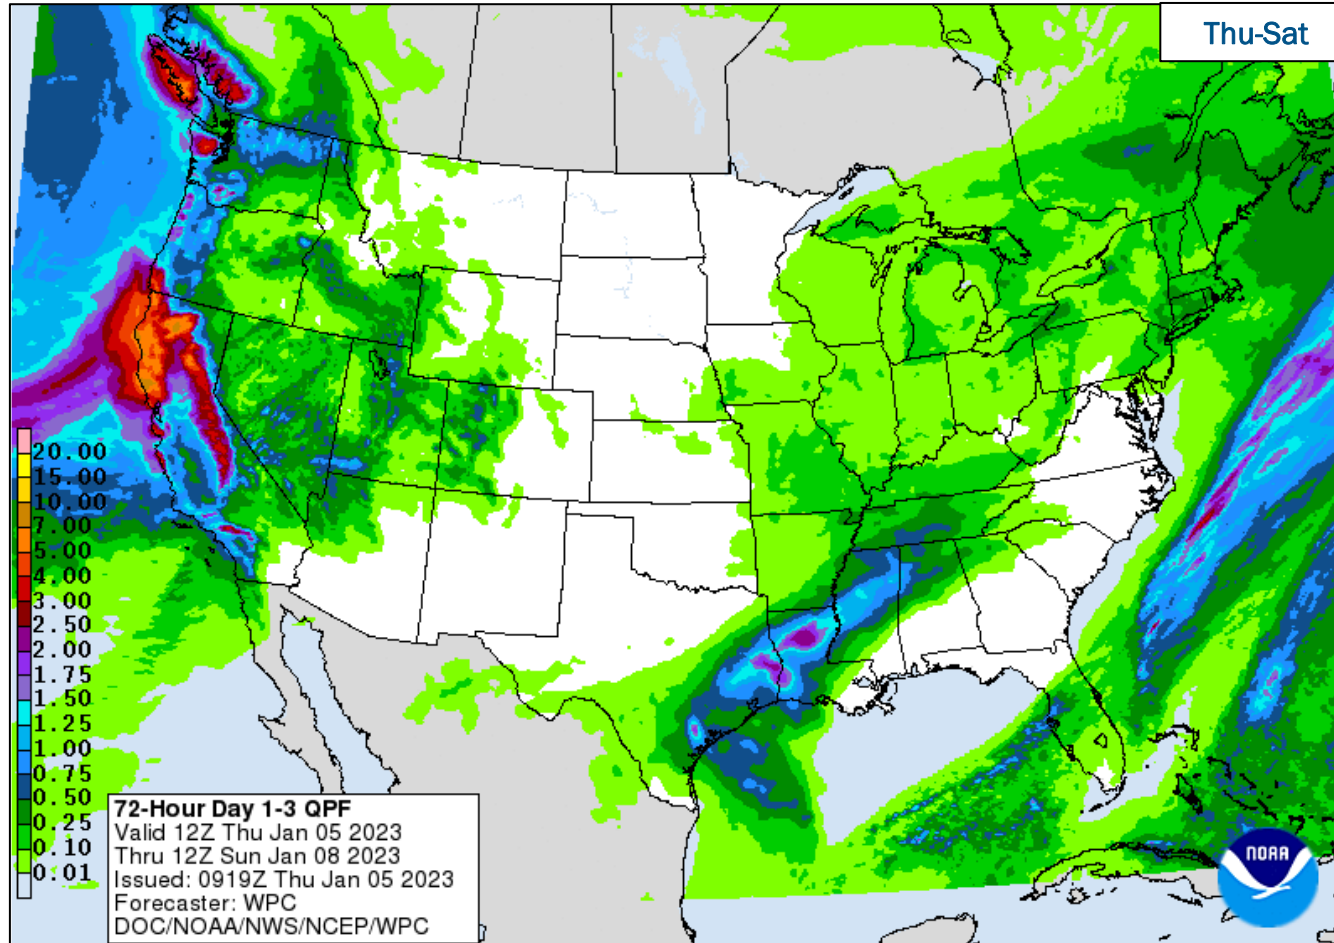 Thu-Sat
20.00
15.00
10.00
7.00
5.00
4.00
3.00
2.50
2.00
1.75
1.50
1.25
1.00
0.75
0.50
0.25
0.10
0.01
72-Hour Day 1-3 QPF
Valid 12Z Thu Jan 05 2023
Thru 12Z Sun Jan 08 2023
Issued: 0919Z Thu Jan 05 2023
Forecaster: WPC
DOC/NOAA/NWS/NCEP/WPC
NOAA